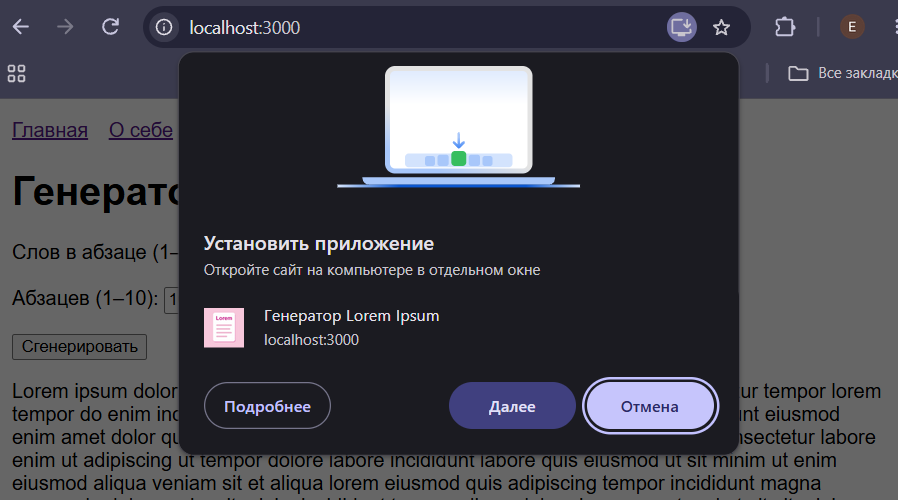 localhost:3000
E
Все заклад
Главная О себе
Генерато
Слов в абзаце (1–
Абзацев (1–10): 1
Сгенерировать
Установить приложение
Откройте сайт на компьютере в отдельном окне
Lorem
Генератор Lorem Ipsum
localhost:3000
Подробнее Далее Отмена
Lorem ipsum dolor ur tempor lorem
tempor do enim inc nt eiusmod
enim amet dolor qu nsectetur labore
enim ut adipiscing ut tempor dolore labore incididunt labore quis eiusmod ut sit minim ut enim
eiusmod aliqua veniam sit et aliqua lorem eiusmod quis adipiscing tempor incididunt magna